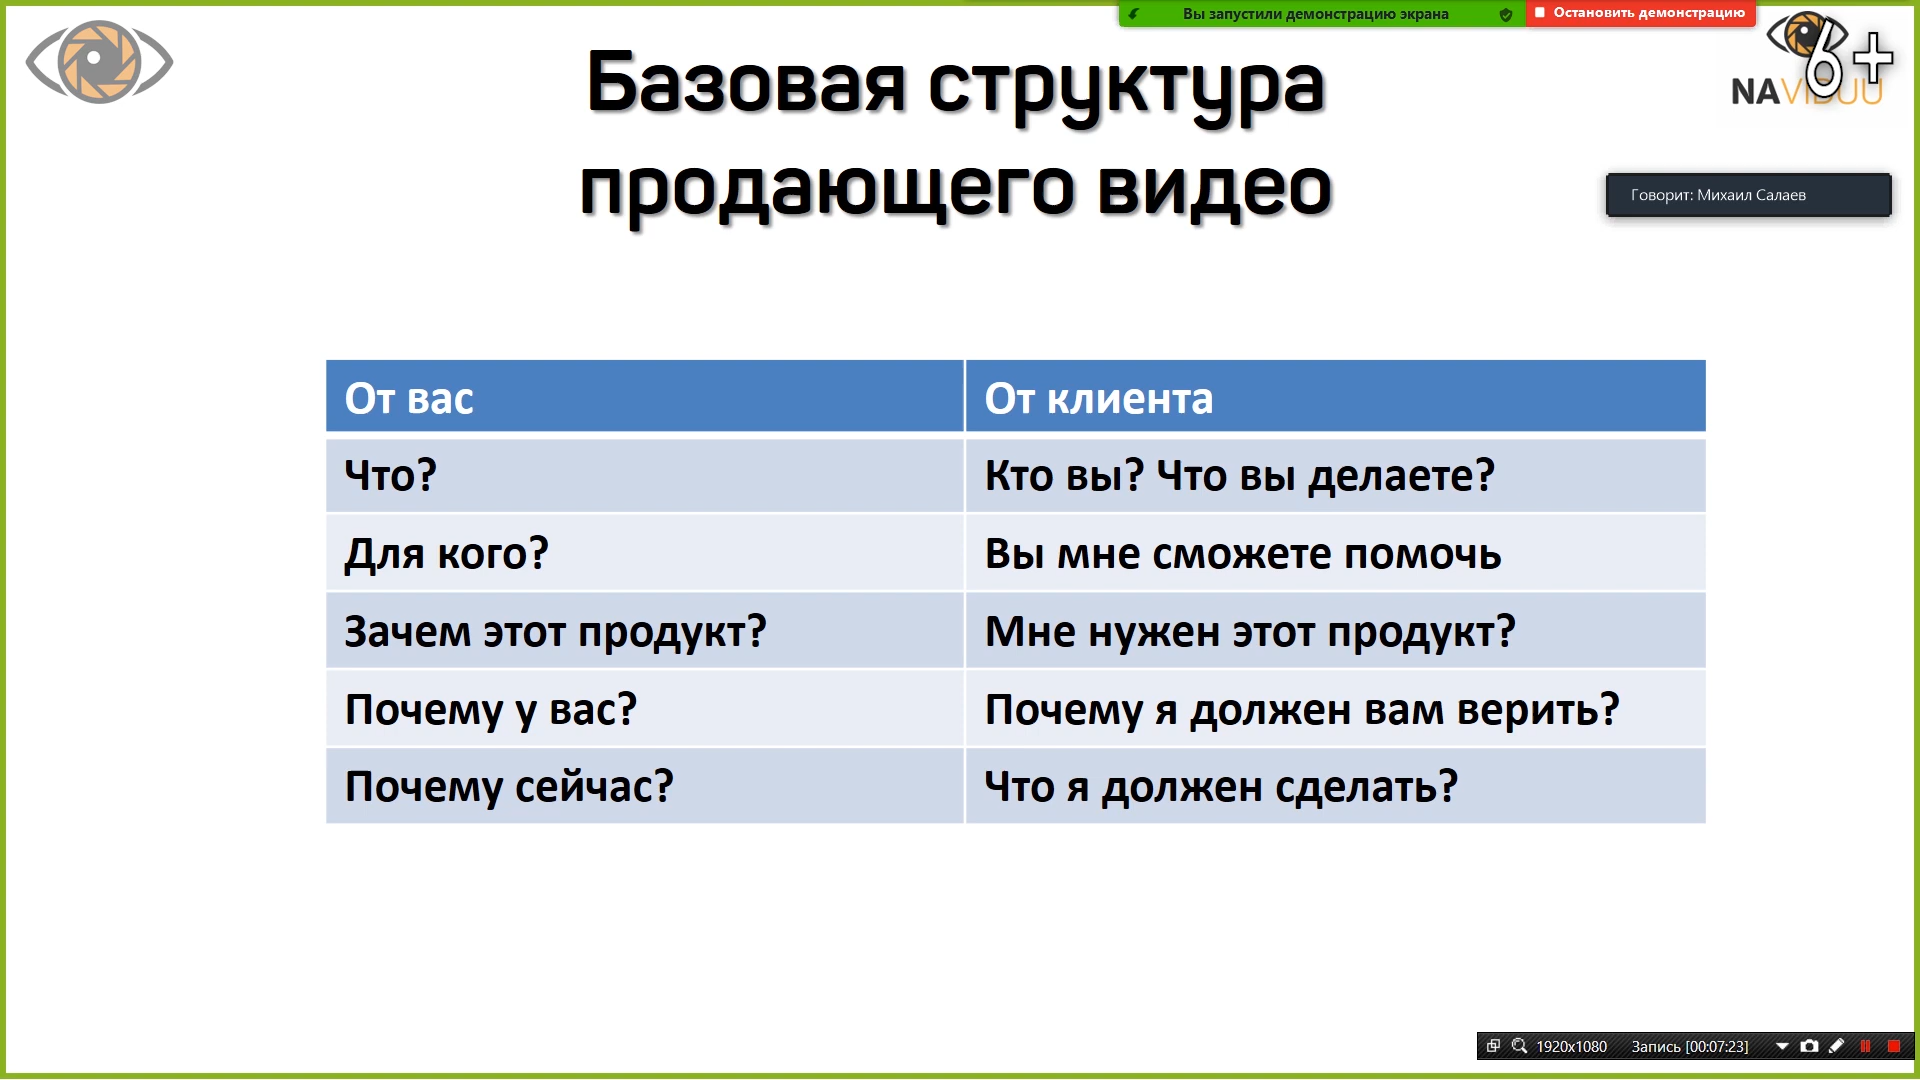 Вы запустили демонстрацию экрана
Остановить демонстрацию
6+
NAVIDUU
Базовая структура
продающего видео
Говорит: Михаил Салаев
От вас От клиента
Что? Кто вы? Что вы делаете?
Для кого? Вы мне сможете помочь
Зачем этот продукт? Мне нужен этот продукт?
Почему у вас? Почему я должен вам верить?
Почему сейчас? Что я должен сделать?
1920x1080 Запись [00:07:23]